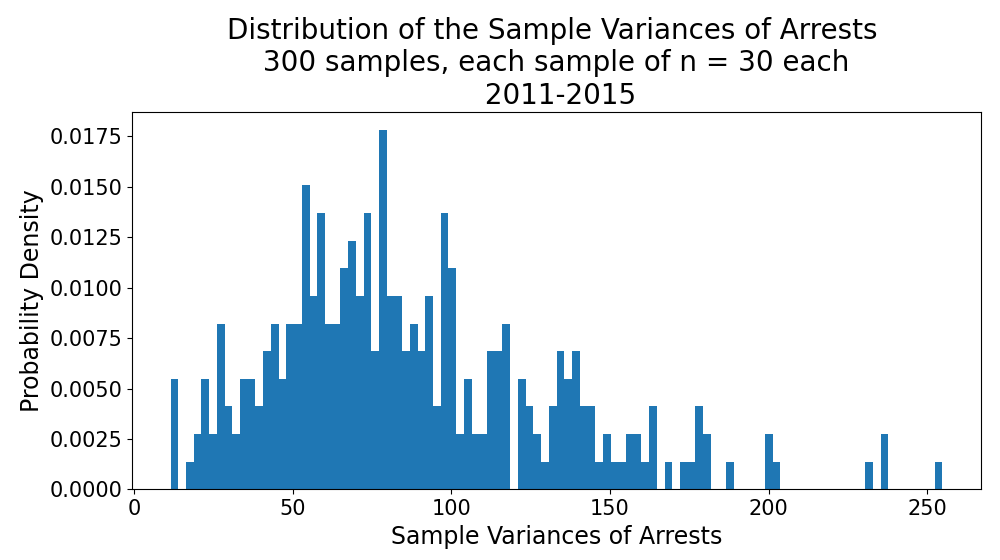 Distribution of the Sample Variances of Arrests
300 samples, each sample of n = 30 each
2011-2015
0.0175
0.0150
0.0125
0.0100
0.0075
0.0050
0.0025
0.0000
Probability Density
0 50 100 150 200 250
Sample Variances of Arrests